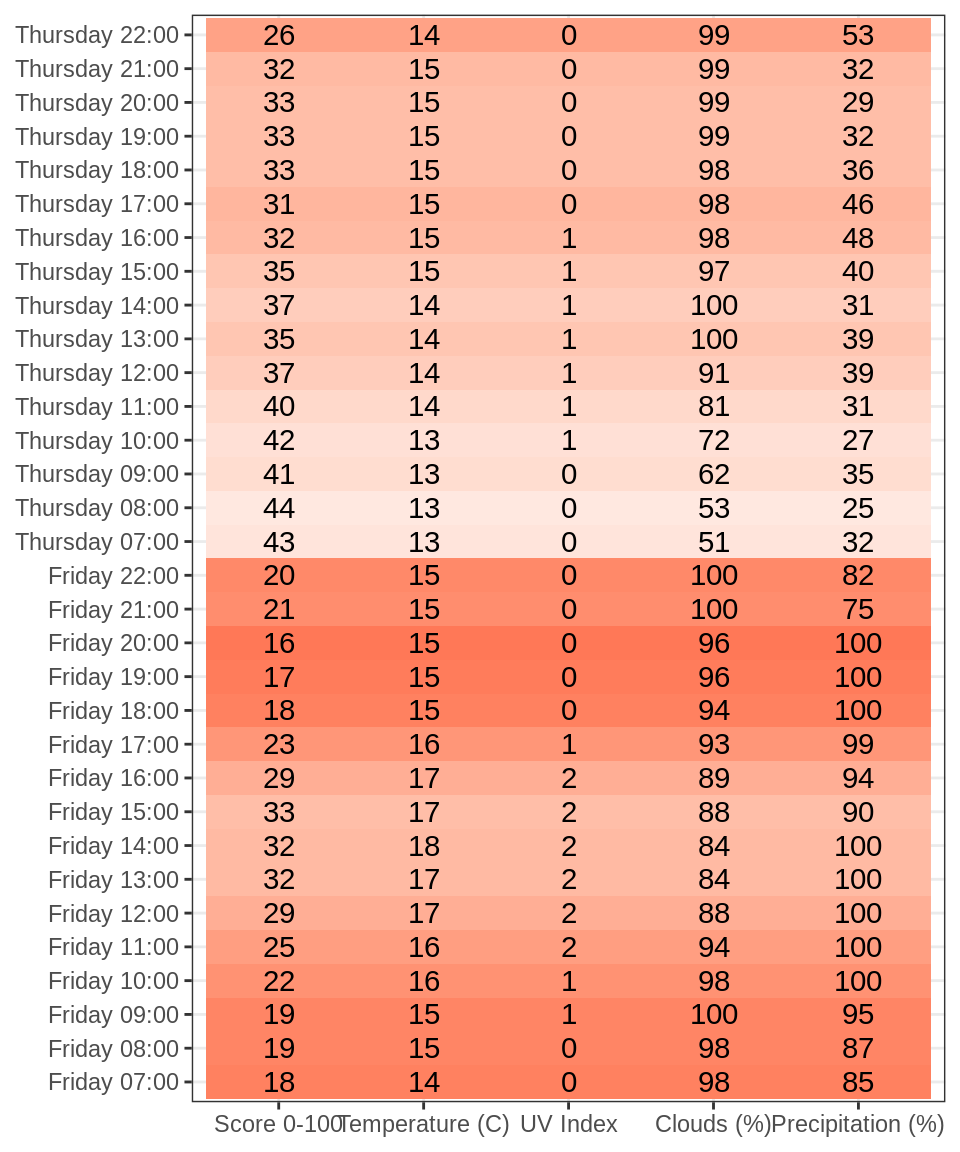 Thursday 22:00 26 14 0 99 53
Thursday 21:00 32 15 0 99 32
Thursday 20:00 33 15 0 99 29
Thursday 19:00 33 15 0 99 32
Thursday 18:00 33 15 0 98 36
Thursday 17:00 31 15 0 98 46
Thursday 16:00 32 15 1 98 48
Thursday 15:00 35 15 1 97 40
Thursday 14:00 37 14 1 100 31
Thursday 13:00 35 14 1 100 39
Thursday 12:00 37 14 1 91 39
Thursday 11:00 40 14 1 81 31
Thursday 10:00 42 13 1 72 27
Thursday 09:00 41 13 0 62 35
Thursday 08:00 44 13 0 53 25
Thursday 07:00 43 13 0 51 32
Friday 22:00 20 15 0 100 82
Friday 21:00 21 15 0 100 75
Friday 20:00 16 15 0 96 100
Friday 19:00 17 15 0 96 100
Friday 18:00 18 15 0 94 100
Friday 17:00 23 16 1 93 99
Friday 16:00 29 17 2 89 94
Friday 15:00 33 17 2 88 90
Friday 14:00 32 18 2 84 100
Friday 13:00 32 17 2 84 100
Friday 12:00 29 17 2 88 100
Friday 11:00 25 16 2 94 100
Friday 10:00 22 16 1 98 100
Friday 09:00 19 15 1 100 95
Friday 08:00 19 15 0 98 87
Friday 07:00 18 14 0 98 85
Score 0-100 Temperature (C) UV Index Clouds (%) Precipitation (%)